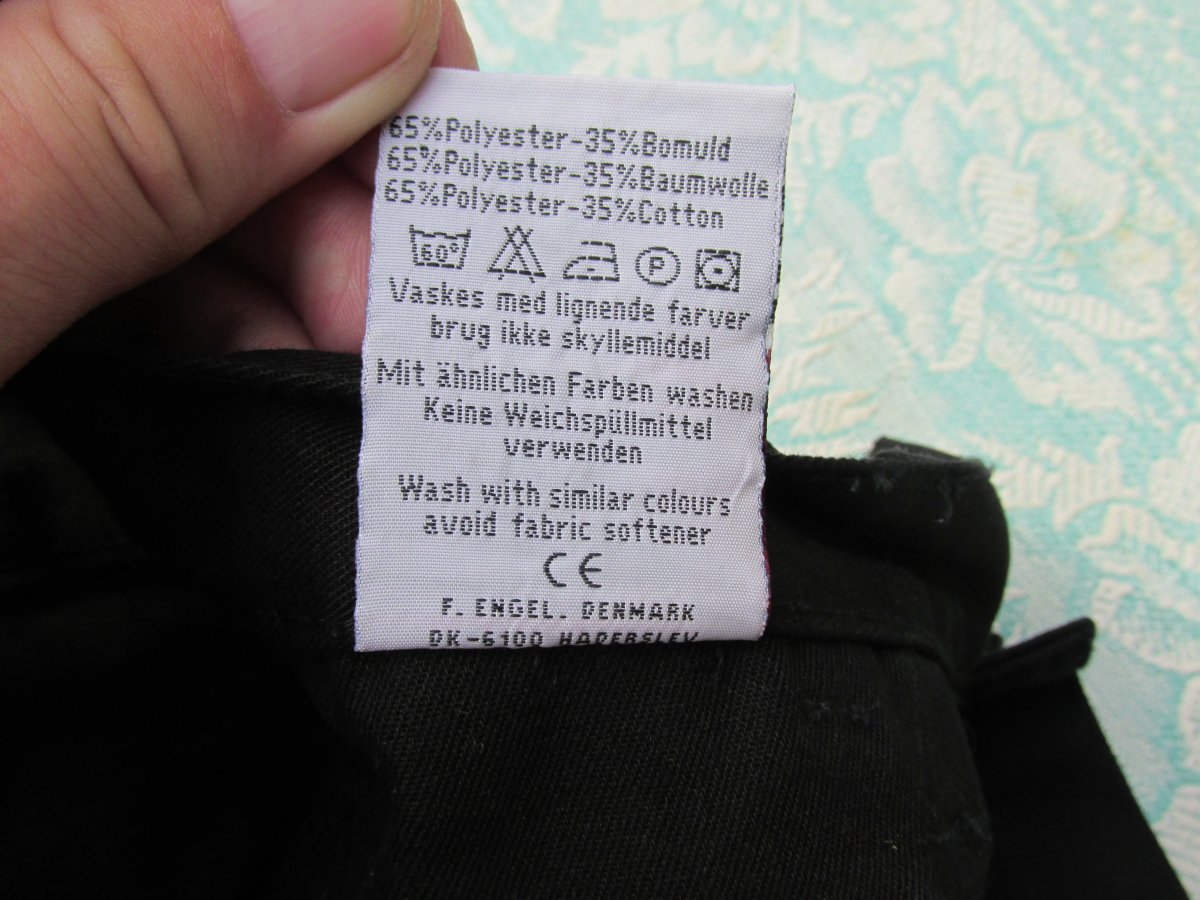 65%Polyester-35%Bomuld
65%Polyester-35%Baumwolle
65%Polyester-35%Cotton
60° P
Vaskes med lignende farver
brug ikke skyllemiddel
Mit ähnlichen Farben washen
Keine Weichspüllmittel
verwenden
Wash with similar colours
avoid fabric softener
CE
F. ENGEL. DENMARK
DK-6100 HADERSLEV